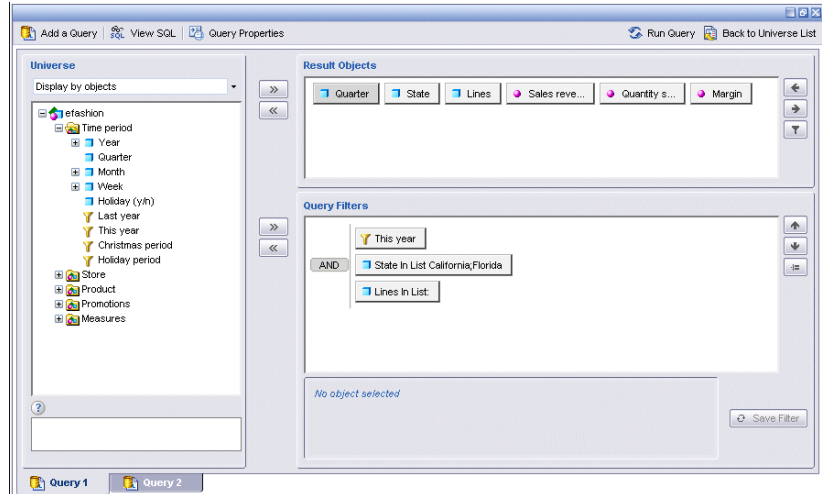 Add a Query
SQL View SQL
Query Properties
Run Query
Back to Universe List
Universe
Display by objects
efashion
Time period
Year
Quarter
Month
Week
Holiday (y/n)
Last year
This year
Christmas period
Holiday period
Store
Product
Promotions
Measures
?
Result Objects
Quarter
State
Lines
Sales reve...
Quantity s...
Margin
Query Filters
AND
This year
State In List California;Florida
Lines In List:
No object selected
Save Filter
Query 1
Query 2